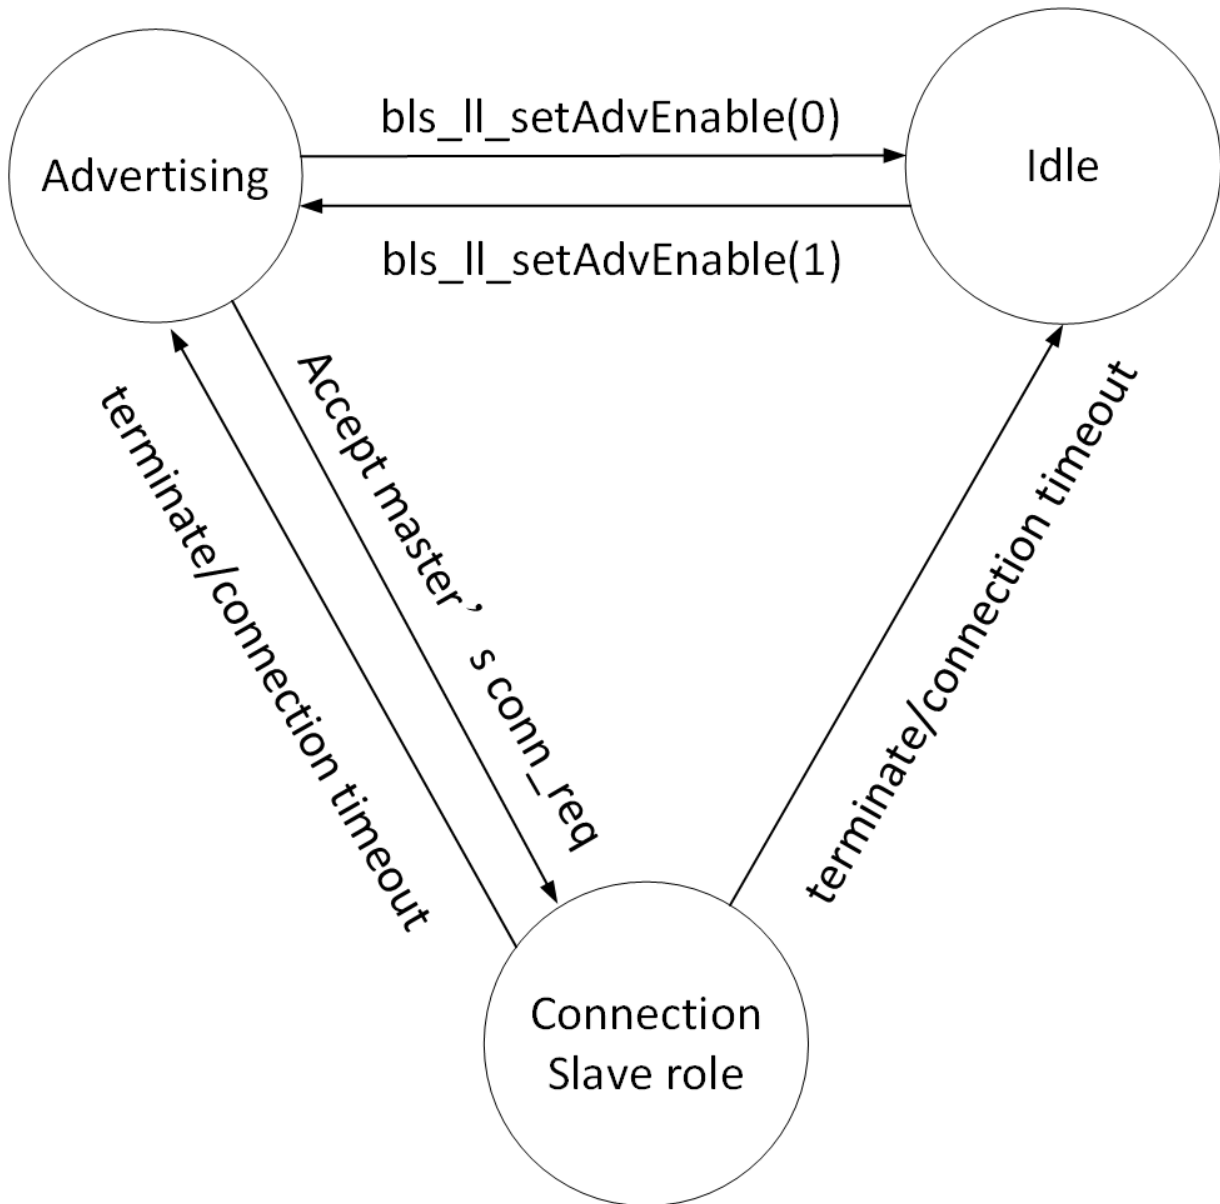 bls_ll_setAdvEnable(0)
Advertising
Idle
bls_ll_setAdvEnable(1)
terminate/connection timeout
Accept master’s conn_req
terminate/connection timeout
Connection
Slave role